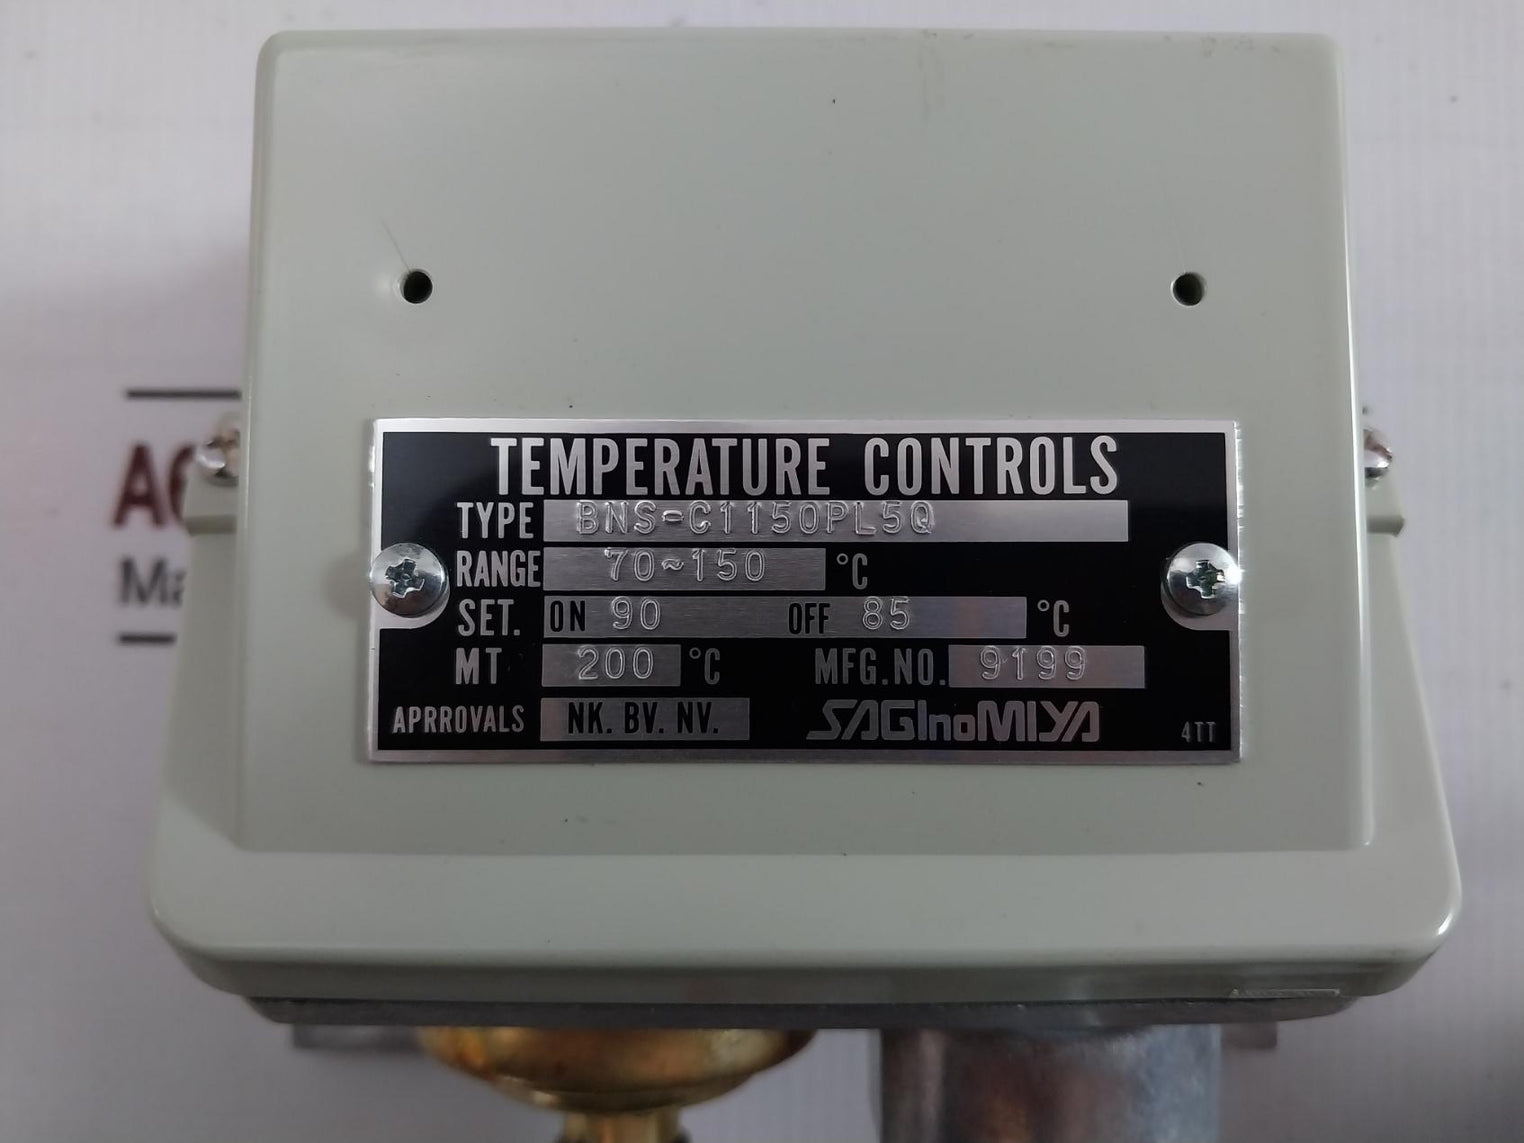 TEMPERATURE CONTROLS
TYPE BNS-C1150PL5Q
RANGE 70~150 °C
SET. ON 90 OFF 85 °C
MT 200 °C MFG.NO. 9199
APRROVALS NK. BV. NV. SAGInoMIYA 4TT